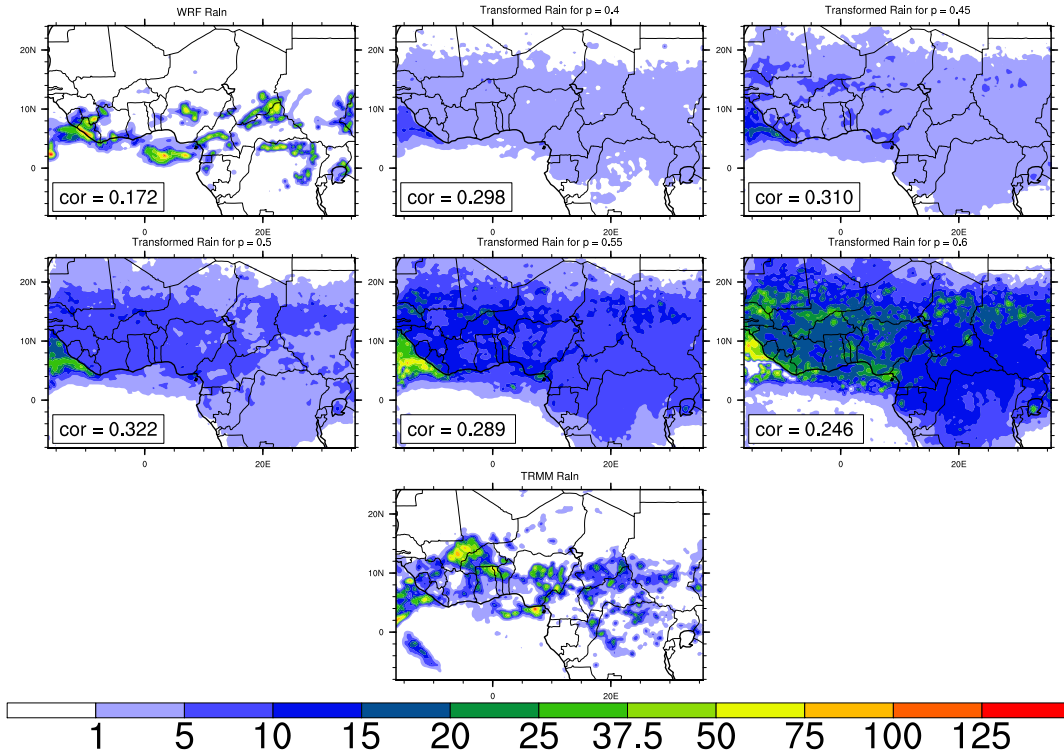 WRF Rain
Transformed Rain for p = 0.4
Transformed Rain for p = 0.45
20N
10N
0
cor = 0.172
20E
20N
10N
0
cor = 0.298
0
20E
20N
10N
0
cor = 0.310
0
20E
Transformed Rain for p = 0.5
Transformed Rain for p = 0.55
Transformed Rain for p = 0.6
20N
10N
0
cor = 0.322
0
20E
20N
10N
0
cor = 0.289
0
20E
20N
10N
0
cor = 0.246
0
20E
TRMM Rain
20N
10N
0
0
20E
1 5 10 15 20 25 37.5 50 75 100 125